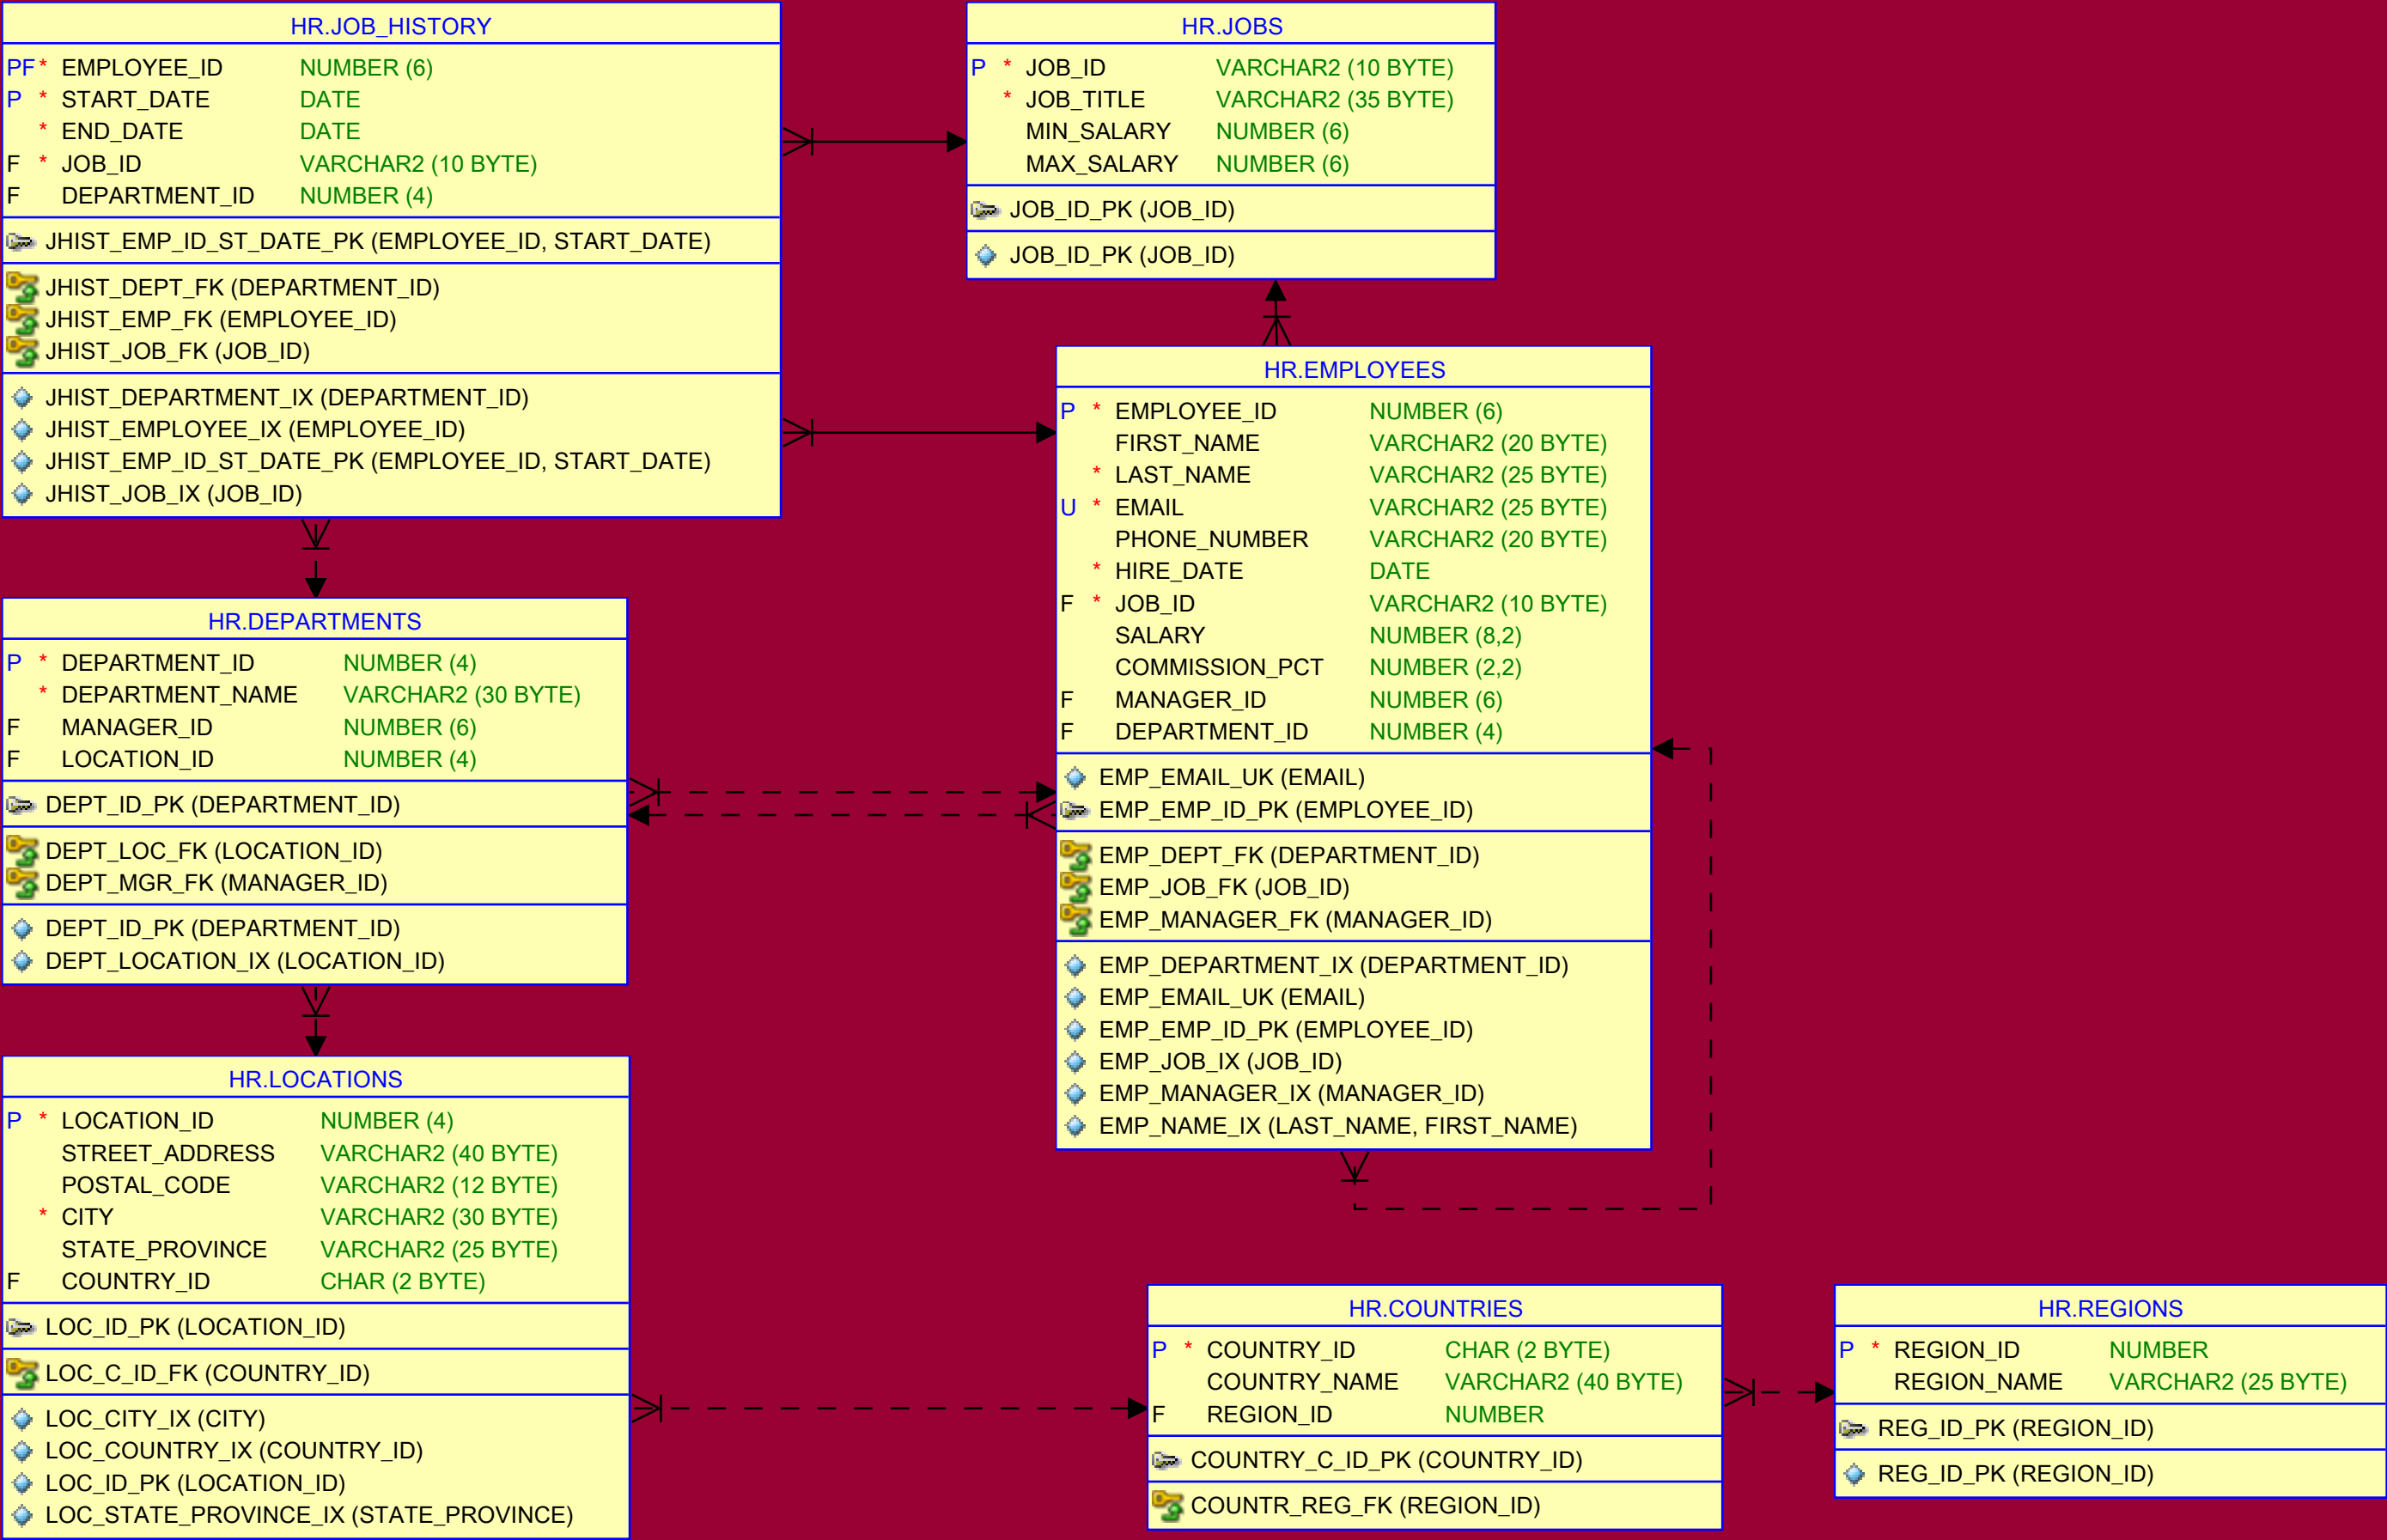 HR.JOB_HISTORY
PF * EMPLOYEE_ID NUMBER (6)
P * START_DATE DATE
* END_DATE DATE
F * JOB_ID VARCHAR2 (10 BYTE)
F DEPARTMENT_ID NUMBER (4)
JHIST_EMP_ID_ST_DATE_PK (EMPLOYEE_ID, START_DATE)
JHIST_DEPT_FK (DEPARTMENT_ID)
JHIST_EMP_FK (EMPLOYEE_ID)
JHIST_JOB_FK (JOB_ID)
JHIST_DEPARTMENT_IX (DEPARTMENT_ID)
JHIST_EMPLOYEE_IX (EMPLOYEE_ID)
JHIST_EMP_ID_ST_DATE_PK (EMPLOYEE_ID, START_DATE)
JHIST_JOB_IX (JOB_ID)
HR.JOBS
P * JOB_ID VARCHAR2 (10 BYTE)
* JOB_TITLE VARCHAR2 (35 BYTE)
MIN_SALARY NUMBER (6)
MAX_SALARY NUMBER (6)
JOB_ID_PK (JOB_ID)
JOB_ID_PK (JOB_ID)
HR.EMPLOYEES
P * EMPLOYEE_ID NUMBER (6)
FIRST_NAME VARCHAR2 (20 BYTE)
* LAST_NAME VARCHAR2 (25 BYTE)
U * EMAIL VARCHAR2 (25 BYTE)
PHONE_NUMBER VARCHAR2 (20 BYTE)
* HIRE_DATE DATE
F * JOB_ID VARCHAR2 (10 BYTE)
SALARY NUMBER (8,2)
COMMISSION_PCT NUMBER (2,2)
F MANAGER_ID NUMBER (6)
F DEPARTMENT_ID NUMBER (4)
EMP_EMAIL_UK (EMAIL)
EMP_EMP_ID_PK (EMPLOYEE_ID)
EMP_DEPT_FK (DEPARTMENT_ID)
EMP_JOB_FK (JOB_ID)
EMP_MANAGER_FK (MANAGER_ID)
EMP_DEPARTMENT_IX (DEPARTMENT_ID)
EMP_EMAIL_UK (EMAIL)
EMP_EMP_ID_PK (EMPLOYEE_ID)
EMP_JOB_IX (JOB_ID)
EMP_MANAGER_IX (MANAGER_ID)
EMP_NAME_IX (LAST_NAME, FIRST_NAME)
HR.DEPARTMENTS
P * DEPARTMENT_ID NUMBER (4)
* DEPARTMENT_NAME VARCHAR2 (30 BYTE)
F MANAGER_ID NUMBER (6)
F LOCATION_ID NUMBER (4)
DEPT_ID_PK (DEPARTMENT_ID)
DEPT_LOC_FK (LOCATION_ID)
DEPT_MGR_FK (MANAGER_ID)
DEPT_ID_PK (DEPARTMENT_ID)
DEPT_LOCATION_IX (LOCATION_ID)
HR.LOCATIONS
P * LOCATION_ID NUMBER (4)
STREET_ADDRESS VARCHAR2 (40 BYTE)
POSTAL_CODE VARCHAR2 (12 BYTE)
* CITY VARCHAR2 (30 BYTE)
STATE_PROVINCE VARCHAR2 (25 BYTE)
F COUNTRY_ID CHAR (2 BYTE)
LOC_ID_PK (LOCATION_ID)
LOC_C_ID_FK (COUNTRY_ID)
LOC_CITY_IX (CITY)
LOC_COUNTRY_IX (COUNTRY_ID)
LOC_ID_PK (LOCATION_ID)
LOC_STATE_PROVINCE_IX (STATE_PROVINCE)
HR.COUNTRIES
P * COUNTRY_ID CHAR (2 BYTE)
COUNTRY_NAME VARCHAR2 (40 BYTE)
F REGION_ID NUMBER
COUNTRY_C_ID_PK (COUNTRY_ID)
COUNTR_REG_FK (REGION_ID)
HR.REGIONS
P * REGION_ID NUMBER
REGION_NAME VARCHAR2 (25 BYTE)
REG_ID_PK (REGION_ID)
REG_ID_PK (REGION_ID)